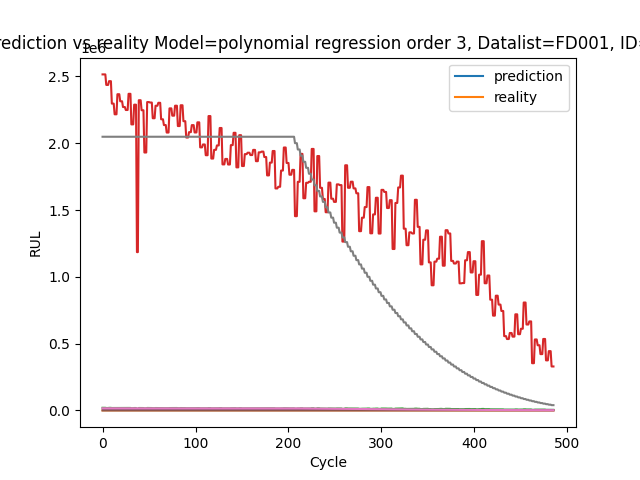 rediction vs reality Model=polynomial regression order 3, Datalist=FD001, ID=
1e6
prediction
reality
2.5
2.0
1.5
1.0
0.5
0.0
RUL
0 100 200 300 400 500
Cycle